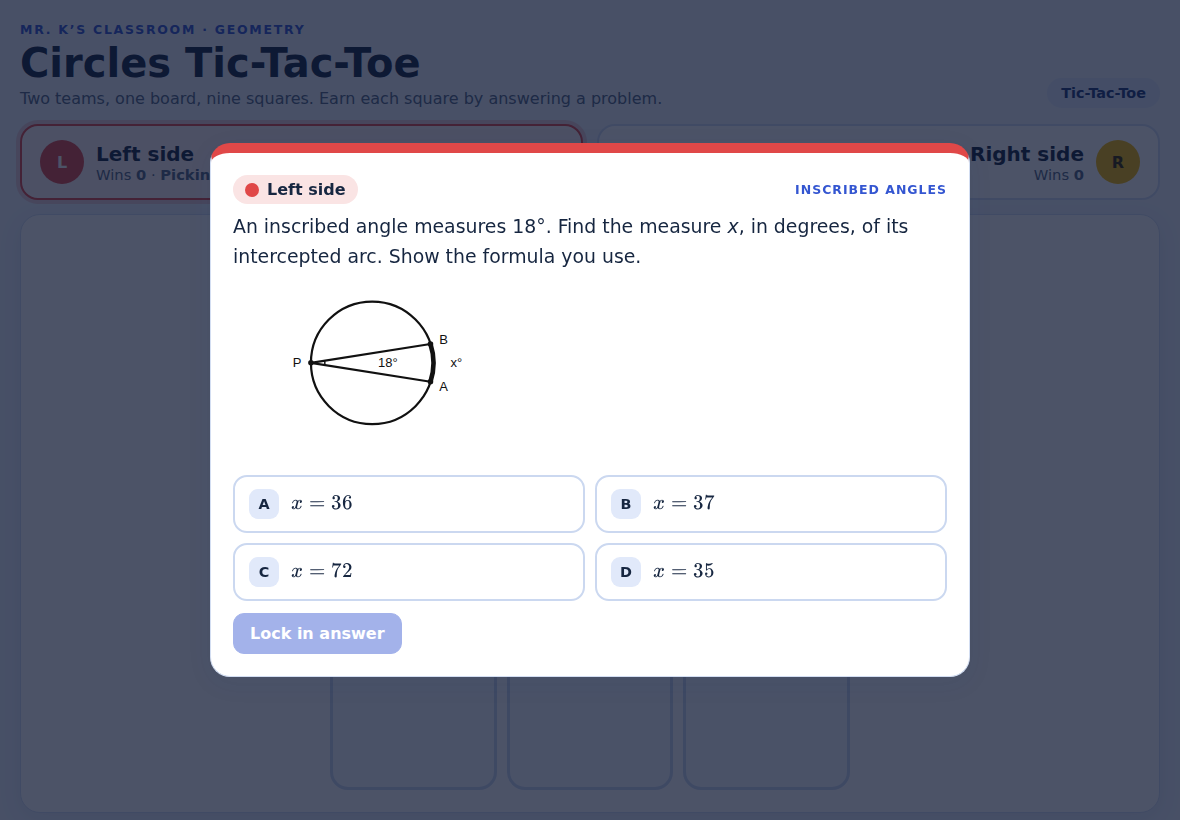 MR. K’S CLASSROOM · GEOMETRY
Circles Tic-Tac-Toe
Two teams, one board, nine squares. Earn each square by answering a problem.
Tic-Tac-Toe
L
Left side
Wins 0 · Pickin
Right side
Wins 0
R
Left side
INSCRIBED ANGLES
An inscribed angle measures 18°. Find the measure x, in degrees, of its
intercepted arc. Show the formula you use.
B
P
18°
x°
A
A x = 36
B x = 37
C x = 72
D x = 35
Lock in answer